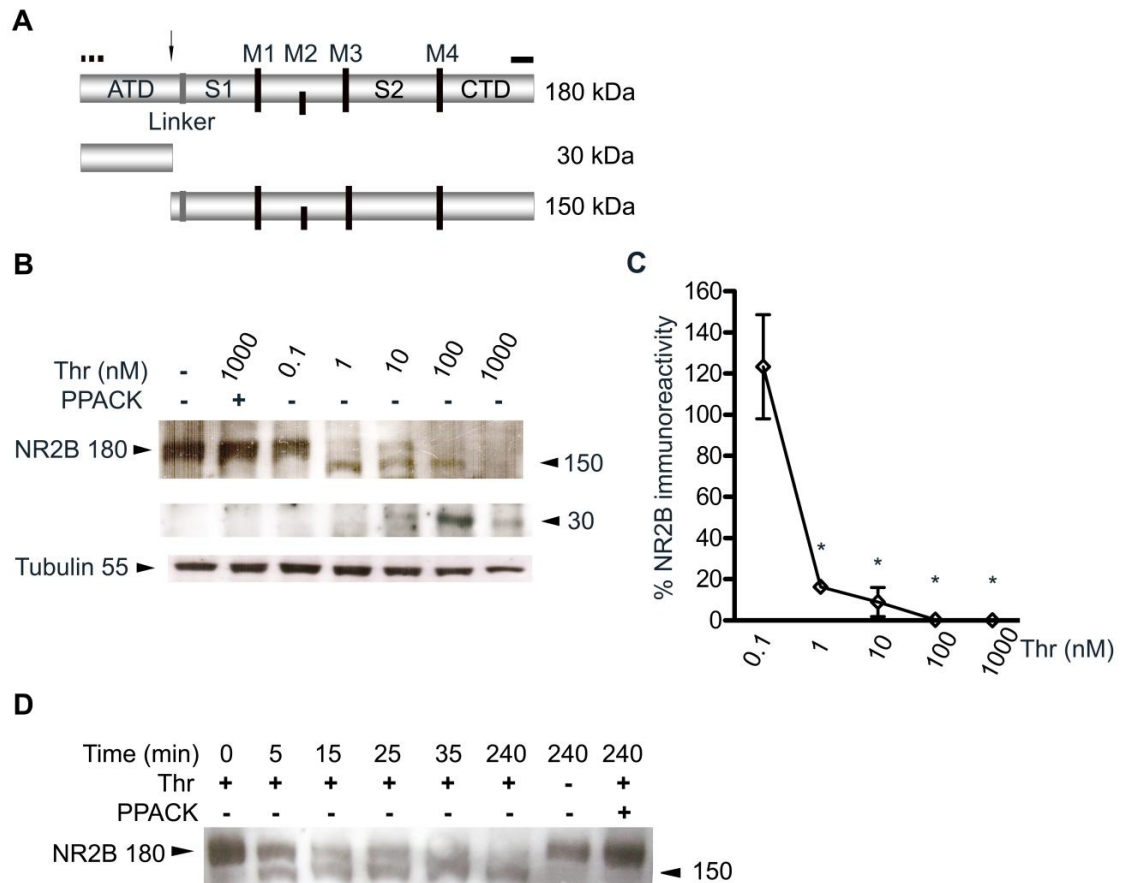 A
M1 M2 M3 M4
ATD S1 S2 CTD 180 kDa
Linker
30 kDa
150 kDa
B
Thr (nM) - 1000 0.1 1 10 100 1000
PPACK - + - - - - -
NR2B 180
150
30
Tubulin 55
C
% NR2B immunoreactivity
160
140
120
100
80
60
40
20
0
* * * *
0.1 1 10 100 1000 Thr (nM)
D
Time (min) 0 5 15 25 35 240 240 240
Thr + + + + + + - +
PPACK - - - - - - - +
NR2B 180
150